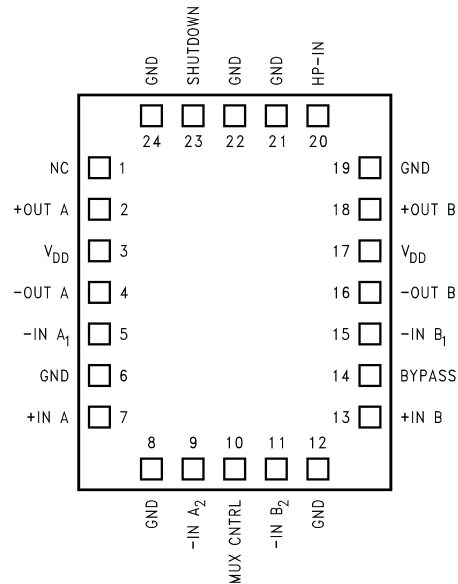 GND SHUTDOWN GND GND HP-IN
24 23 22 21 20
NC 1 19 GND
+OUT A 2 18 +OUT B
VDD 3 17 VDD
-OUT A 4 16 -OUT B
-IN A1 5 15 -IN B1
GND 6 14 BYPASS
+IN A 7 13 +IN B
8 9 10 11 12
GND -IN A2 MUX CNTRL -IN B2 GND